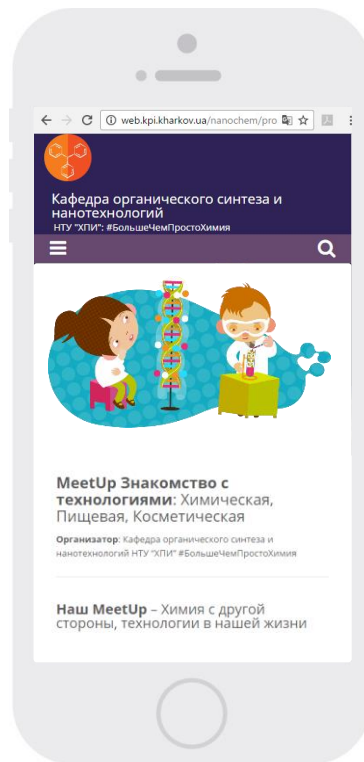 web.kpi.kharkov.ua/nanochem/pro
Кафедра органического синтеза и
нанотехнологий
НТУ "ХПИ": #БольшеЧемПростоХимия
MeetUp Знакомство с
технологиями: Химическая,
Пищевая, Косметическая
Организатор: Кафедра органического синтеза и
нанотехнологий НТУ "ХПИ" #БольшеЧемПростоХимия
Наш MeetUp – Химия с другой
стороны, технологии в нашей жизни